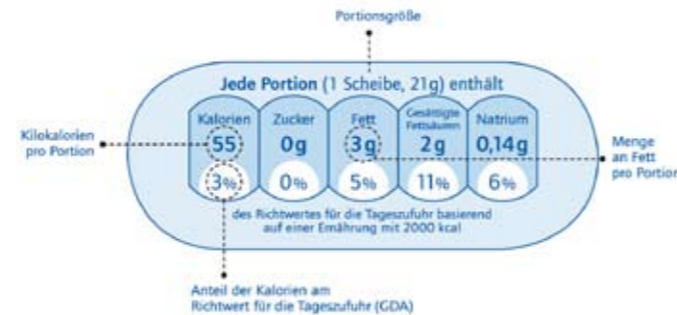 Portionsgröße
Jede Portion (1 Scheibe, 21g) enthält
Kalorien Zucker Fett Gesättigte Fettsäuren Natrium
55 0g 3g 2g 0,14g
3% 0% 5% 11% 6%
des Richtwertes für die Tageszufuhr basierend
auf einer Ernährung mit 2000 kcal
Kilokalorien
pro Portion
Menge
an Fett
pro Portion
Anteil der Kalorien am
Richtwert für die Tageszufuhr (GDA)